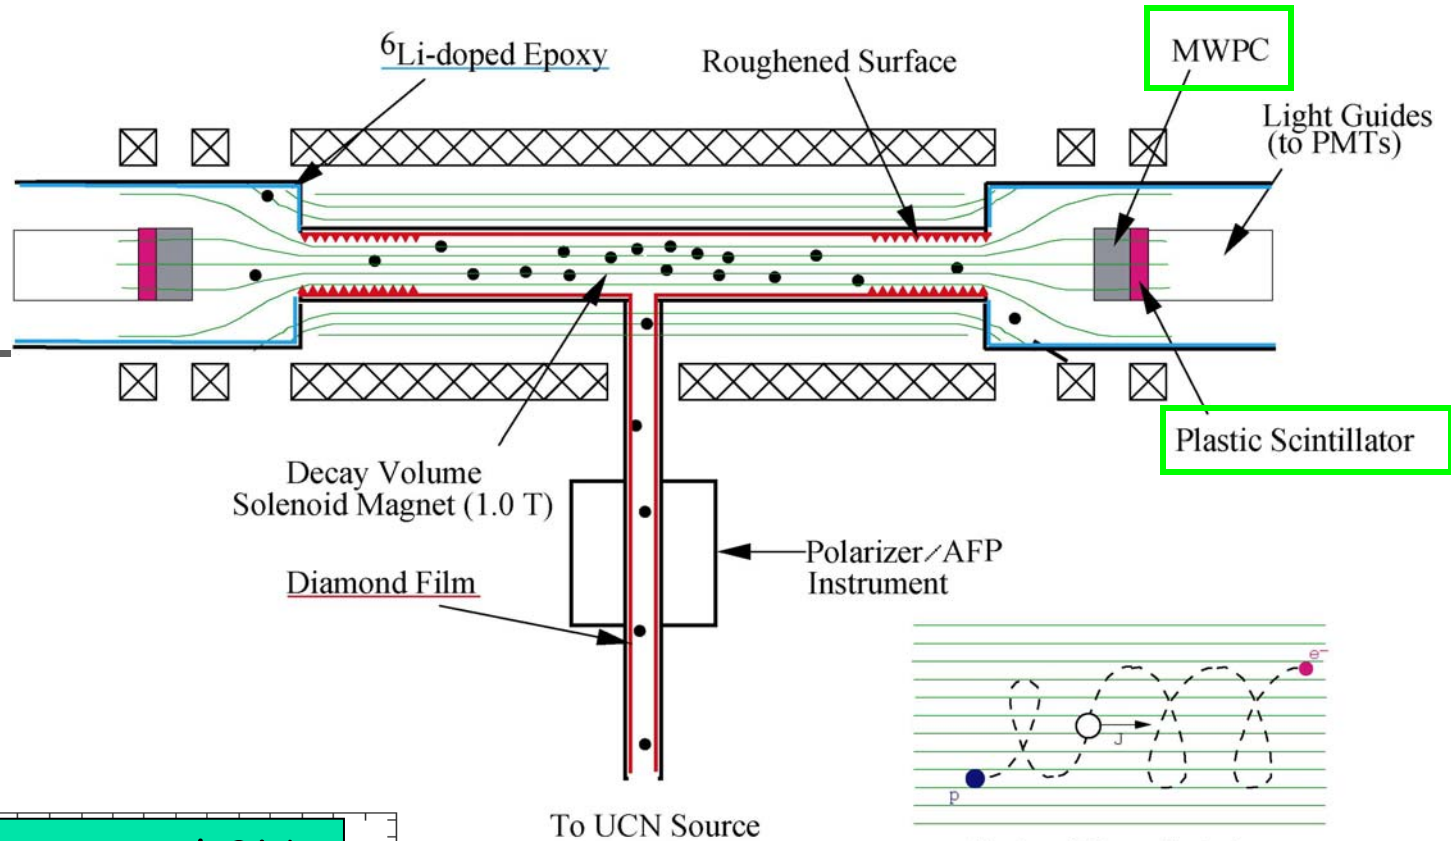 ⁶Li-doped Epoxy
Roughened Surface
MWPC
Light Guides
(to PMTs)
Plastic Scintillator
Decay Volume
Solenoid Magnet (1.0 T)
Polarizer/AFP
Instrument
Diamond Film
e⁻
J
p
To UCN Source